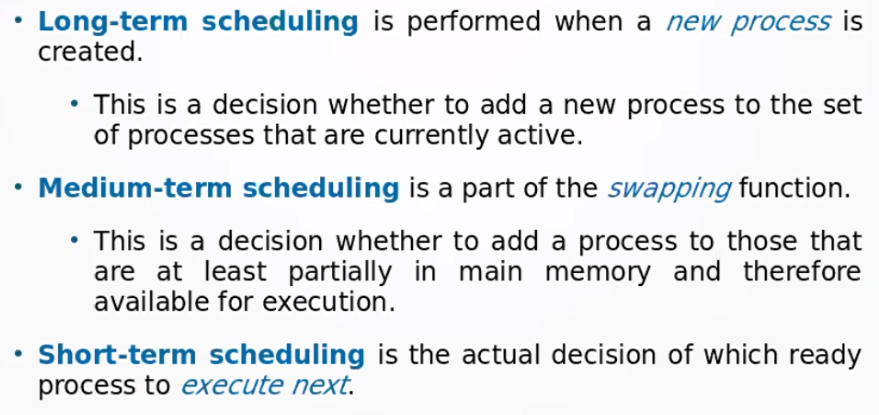 • Long-term scheduling is performed when a new process is
created.
• This is a decision whether to add a new process to the set
of processes that are currently active.
• Medium-term scheduling is a part of the swapping function.
• This is a decision whether to add a process to those that
are at least partially in main memory and therefore
available for execution.
• Short-term scheduling is the actual decision of which ready
process to execute next.